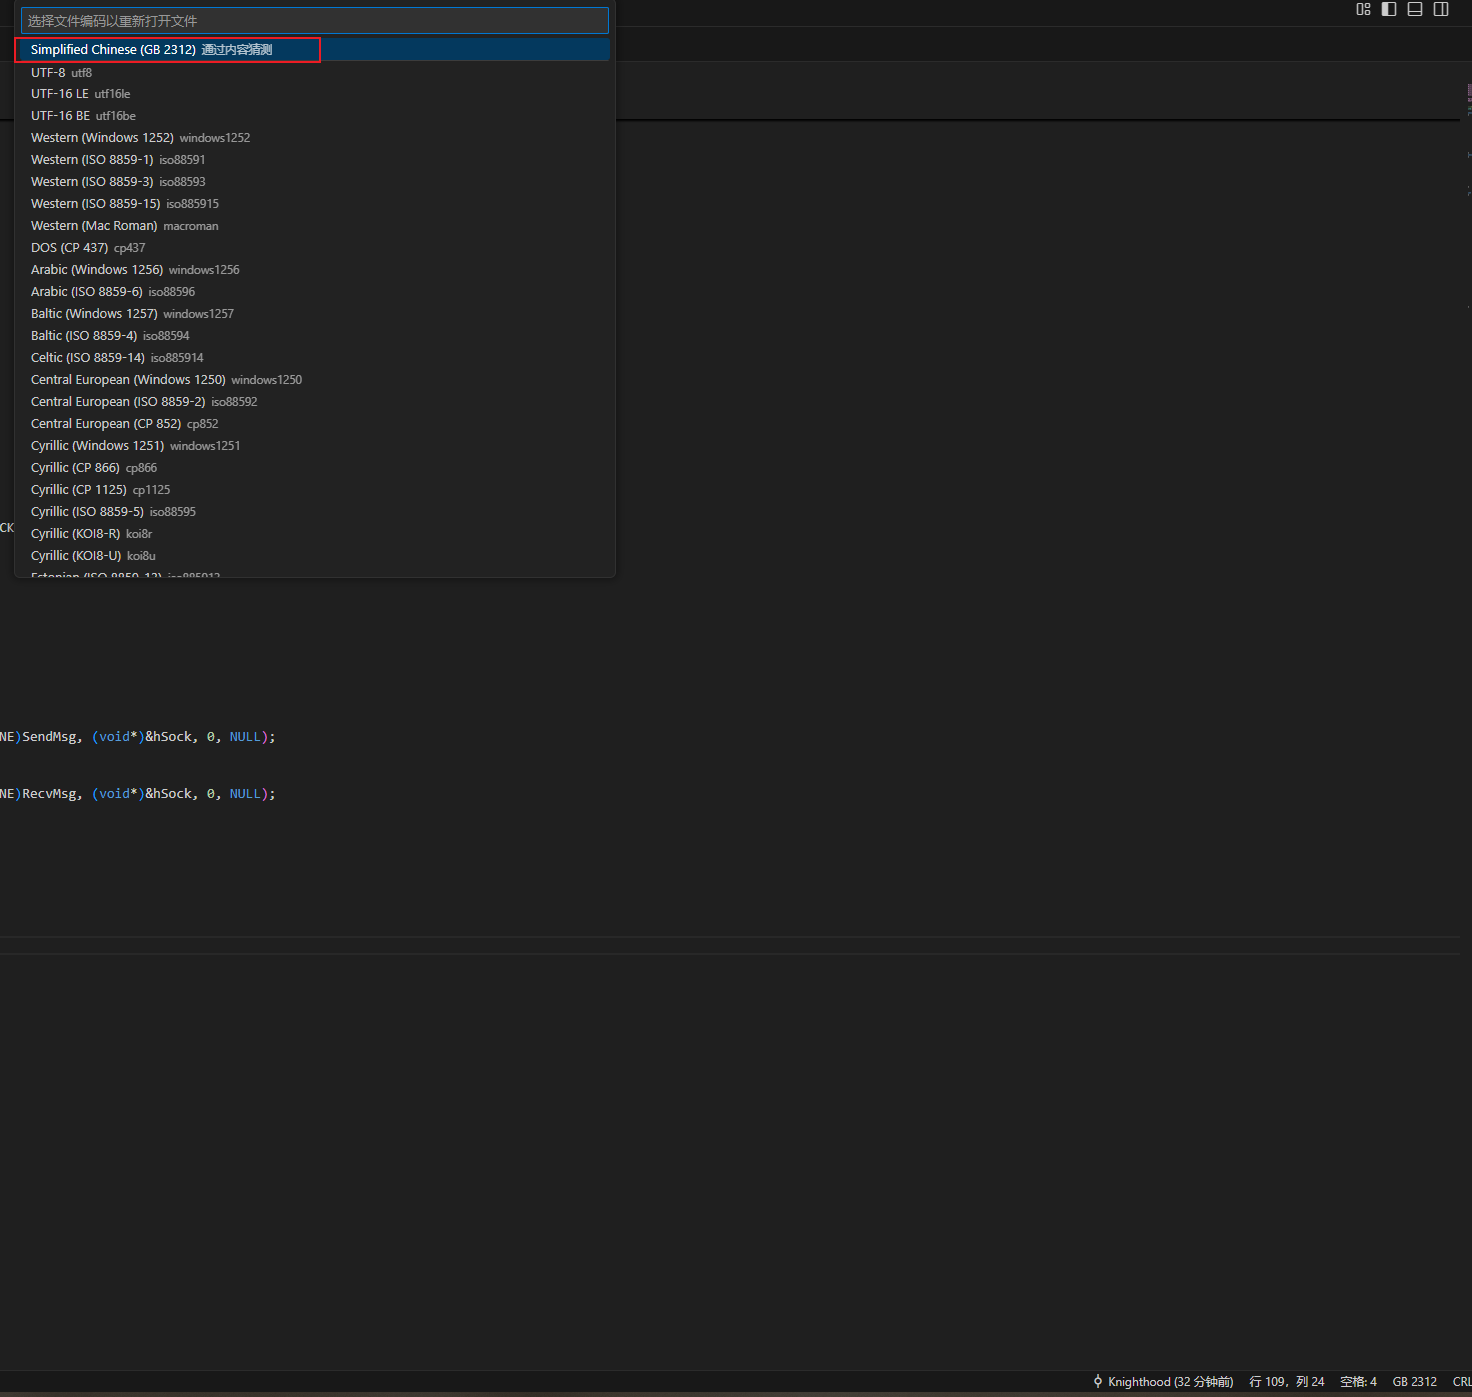 选择文件编码以重新打开文件
Simplified Chinese (GB 2312) 通过内容猜测
UTF-8 utf8
UTF-16 LE utf16le
UTF-16 BE utf16be
Western (Windows 1252) windows1252
Western (ISO 8859-1) iso88591
Western (ISO 8859-3) iso88593
Western (ISO 8859-15) iso885915
Western (Mac Roman) macroman
DOS (CP 437) cp437
Arabic (Windows 1256) windows1256
Arabic (ISO 8859-6) iso88596
Baltic (Windows 1257) windows1257
Baltic (ISO 8859-4) iso88594
Celtic (ISO 8859-14) iso885914
Central European (Windows 1250) windows1250
Central European (ISO 8859-2) iso88592
Central European (CP 852) cp852
Cyrillic (Windows 1251) windows1251
Cyrillic (CP 866) cp866
Cyrillic (CP 1125) cp1125
Cyrillic (ISO 8859-5) iso88595
Cyrillic (KOI8-R) koi8r
CK
Cyrillic (KOI8-U) koi8u
Estonian (ISO 8859-13) iso885913
NE)SendMsg, (void*)&hSock, 0, NULL);
NE)RecvMsg, (void*)&hSock, 0, NULL);
Knighthood (32 分钟前) 行 109，列 24 空格: 4 GB 2312 CRL